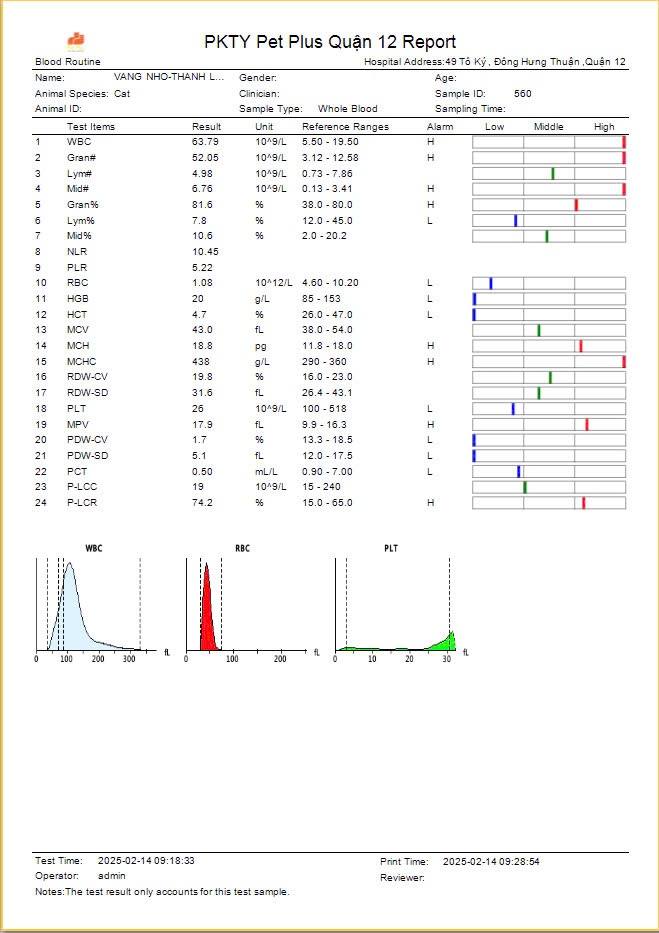 PKTY Pet Plus Quận 12 Report
Blood Routine Hospital Address:49 Tô Ký, Đông Hưng Thuận ,Quận 12
Name: VANG NHO-THANH L... Gender: Age:
Animal Species: Cat Clinician: Sample ID: 560
Animal ID: Sample Type: Whole Blood Sampling Time:
Test Items Result Unit Reference Ranges Alarm Low Middle High
1 WBC 63.79 10^9/L 5.50 - 19.50 H
2 Gran# 52.05 10^9/L 3.12 - 12.58 H
3 Lym# 4.98 10^9/L 0.73 - 7.86
4 Mid# 6.76 10^9/L 0.13 - 3.41 H
5 Gran% 81.6 % 38.0 - 80.0 H
6 Lym% 7.8 % 12.0 - 45.0 L
7 Mid% 10.6 % 2.0 - 20.2
8 NLR 10.45
9 PLR 5.22
10 RBC 1.08 10^12/L 4.60 - 10.20 L
11 HGB 20 g/L 85 - 153 L
12 HCT 4.7 % 26.0 - 47.0 L
13 MCV 43.0 fL 38.0 - 54.0
14 MCH 18.8 pg 11.8 - 18.0 H
15 MCHC 438 g/L 290 - 360 H
16 RDW-CV 19.8 % 16.0 - 23.0
17 RDW-SD 31.6 fL 26.4 - 43.1
18 PLT 26 10^9/L 100 - 518 L
19 MPV 17.9 fL 9.9 - 16.3 H
20 PDW-CV 1.7 % 13.3 - 18.5 L
21 PDW-SD 5.1 fL 12.0 - 17.5 L
22 PCT 0.50 mL/L 0.90 - 7.00 L
23 P-LCC 19 10^9/L 15 - 240
24 P-LCR 74.2 % 15.0 - 65.0 H
WBC RBC PLT
0 100 200 300 fL 0 100 200 fL 0 10 20 30 fL
Test Time: 2025-02-14 09:18:33 Print Time: 2025-02-14 09:28:54
Operator: admin Reviewer:
Notes:The test result only accounts for this test sample.